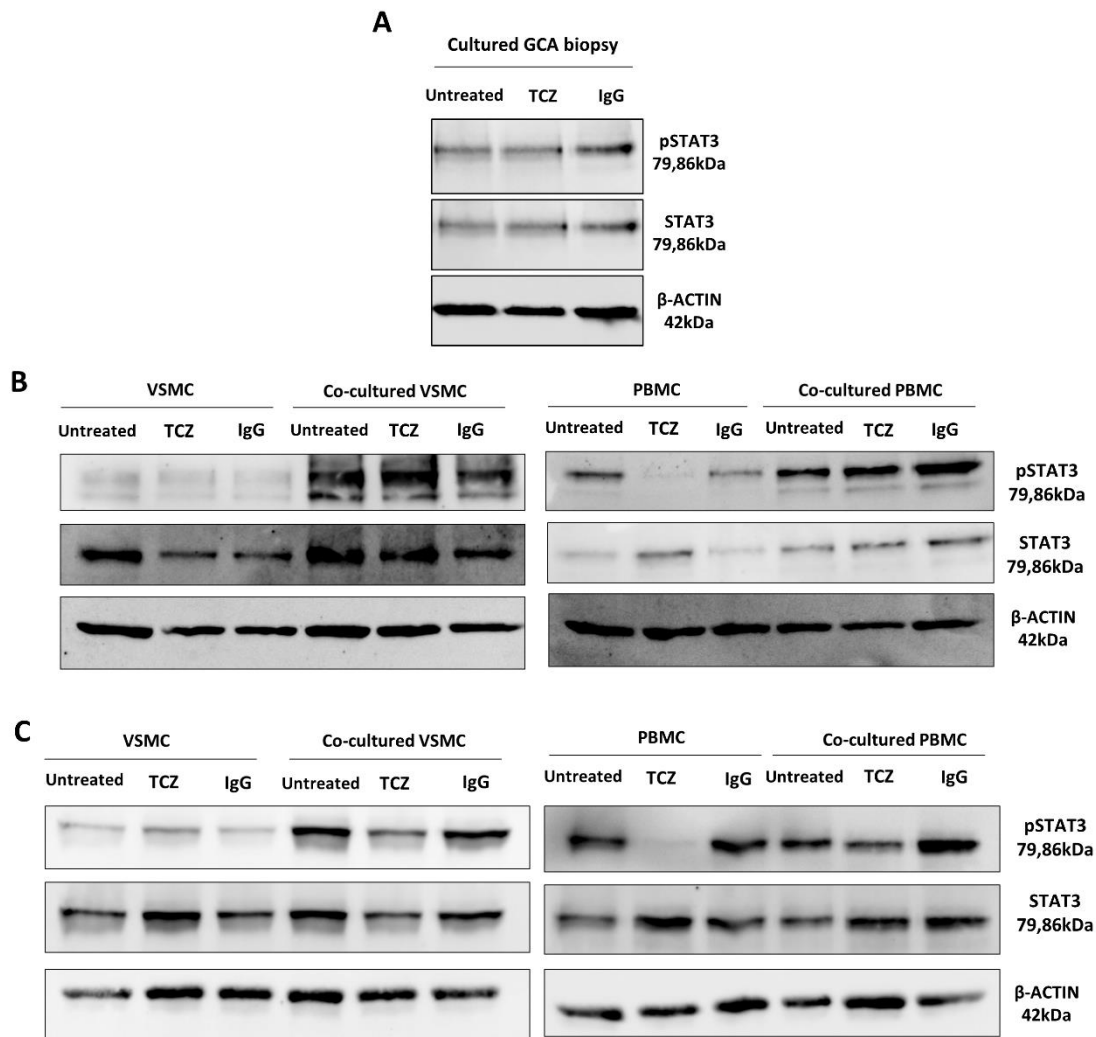 A
Cultured GCA biopsy
Untreated TCZ IgG
pSTAT3
79,86kDa
STAT3
79,86kDa
β-ACTIN
42kDa
B
VSMC Co-cultured VSMC PBMC Co-cultured PBMC
Untreated TCZ IgG Untreated TCZ IgG Untreated TCZ IgG Untreated TCZ IgG
pSTAT3
79,86kDa
STAT3
79,86kDa
β-ACTIN
42kDa
C
VSMC Co-cultured VSMC PBMC Co-cultured PBMC
Untreated TCZ IgG Untreated TCZ IgG Untreated TCZ IgG Untreated TCZ IgG
pSTAT3
79,86kDa
STAT3
79,86kDa
β-ACTIN
42kDa